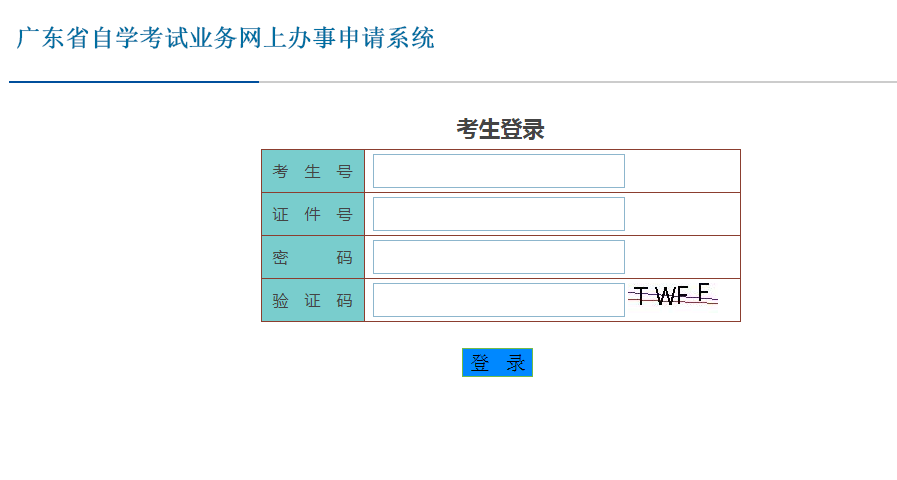 广东省自学考试业务网上办事申请系统
考生登录
考 生 号
证 件 号
密 码
验 证 码 T WF F
登 录